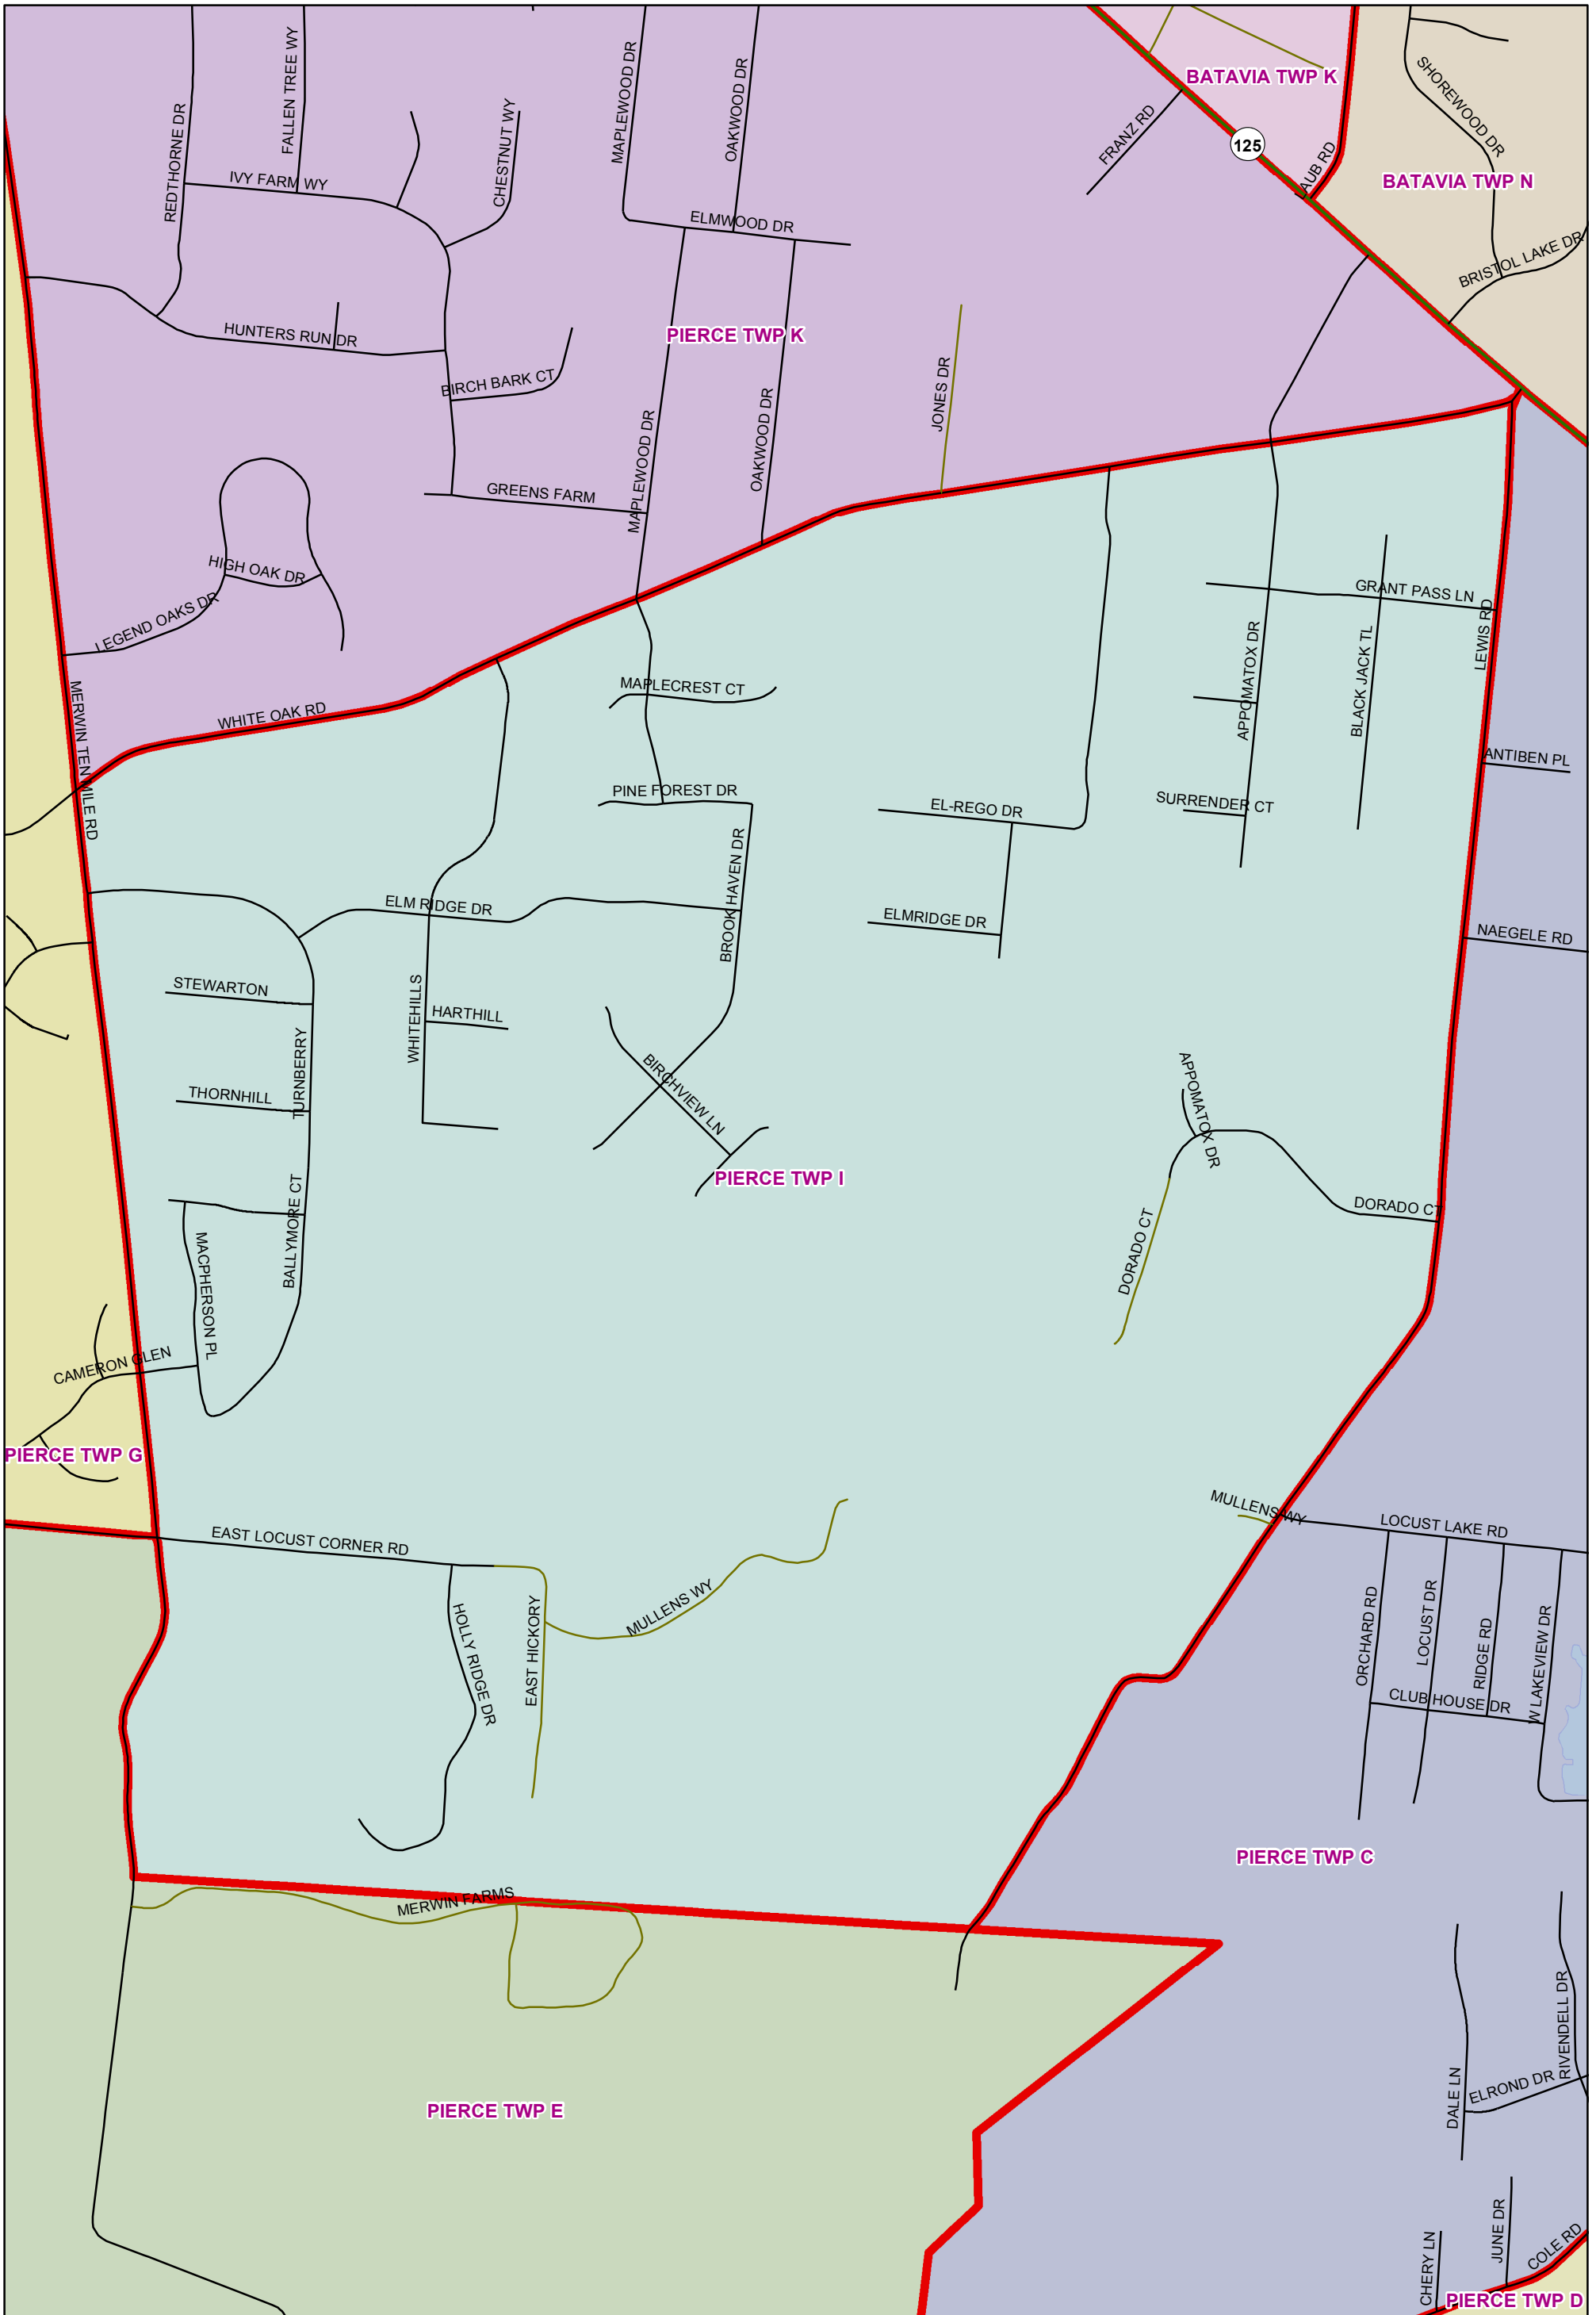 BATAVIA TWP K
SHOREWOOD DR
125
BATAVIA TWP N
BRISTOL LAKE DR
FRANZ RD
REDTHORNE DR
FALLEN TREE WY
IVY FARM WY
CHESTNUT WY
MAPLEWOOD DR
OAKWOOD DR
ELMWOOD DR
HUNTERS RUN DR
PIERCE TWP K
BIRCH BARK CT
JONES DR
MAPLEWOOD DR
OAKWOOD DR
GREENS FARM
HIGH OAK DR
LEGEND OAKS DR
MERWIN TEN MILE RD
WHITE OAK RD
MAPLECREST CT
GRANT PASS LN
LEWIS RD
APPOMATOX DR
BLACK JACK TL
ANTIBEN PL
PINE FOREST DR
EL-REGO DR
SURRENDER CT
BROOK HAVEN DR
ELM RIDGE DR
ELMRIDGE DR
NAEGELE RD
STEWARTON
WHITEHILLS
HARTHILL
TURNBERRY
THORNHILL
BIRCHVIEW LN
APPOMATOX DR
PIERCE TWP I
BALLYMORE CT
MACPHERSON PL
DORADO CT
DORADO CT
CAMERON GLEN
PIERCE TWP G
MULLENS WY
LOCUST LAKE RD
EAST LOCUST CORNER RD
HOLLY RIDGE DR
EAST HICKORY
MULLENS WY
ORCHARD RD
LOCUST DR
RIDGE RD
W LAKEVIEW DR
CLUB HOUSE DR
PIERCE TWP C
MERWIN FARMS
PIERCE TWP E
DALE LN
ELROND DR
RIVENDELL DR
JUNE DR
CHERY LN
COLE RD
PIERCE TWP D